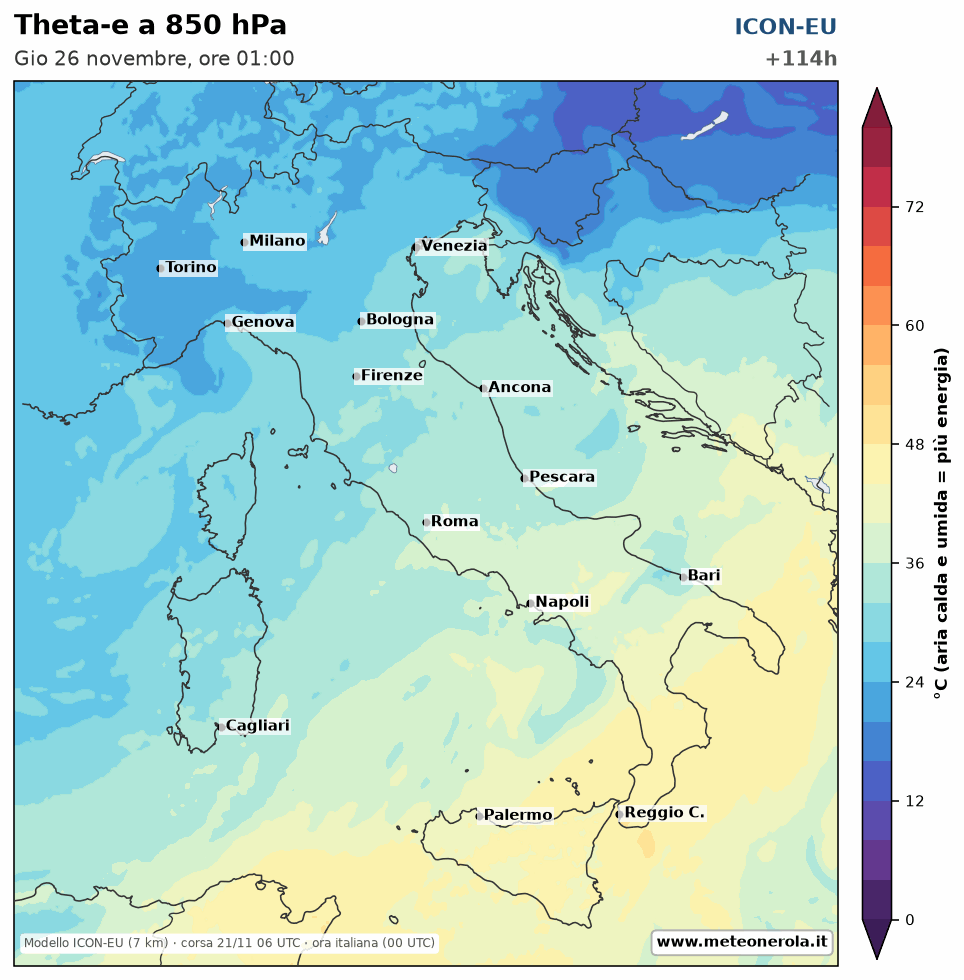 Theta-e a 850 hPa
ICON-EU
Gio 26 novembre, ore 01:00
+114h
Milano
Venezia
Torino
Genova
Bologna
Firenze
Ancona
Pescara
Roma
Bari
Napoli
Cagliari
Palermo
Reggio C.
72
60
48
36
24
12
0
°C (aria calda e umida = più energia)
Modello ICON-EU (7 km) · corsa 21/11 06 UTC · ora italiana (00 UTC)
www.meteonerola.it